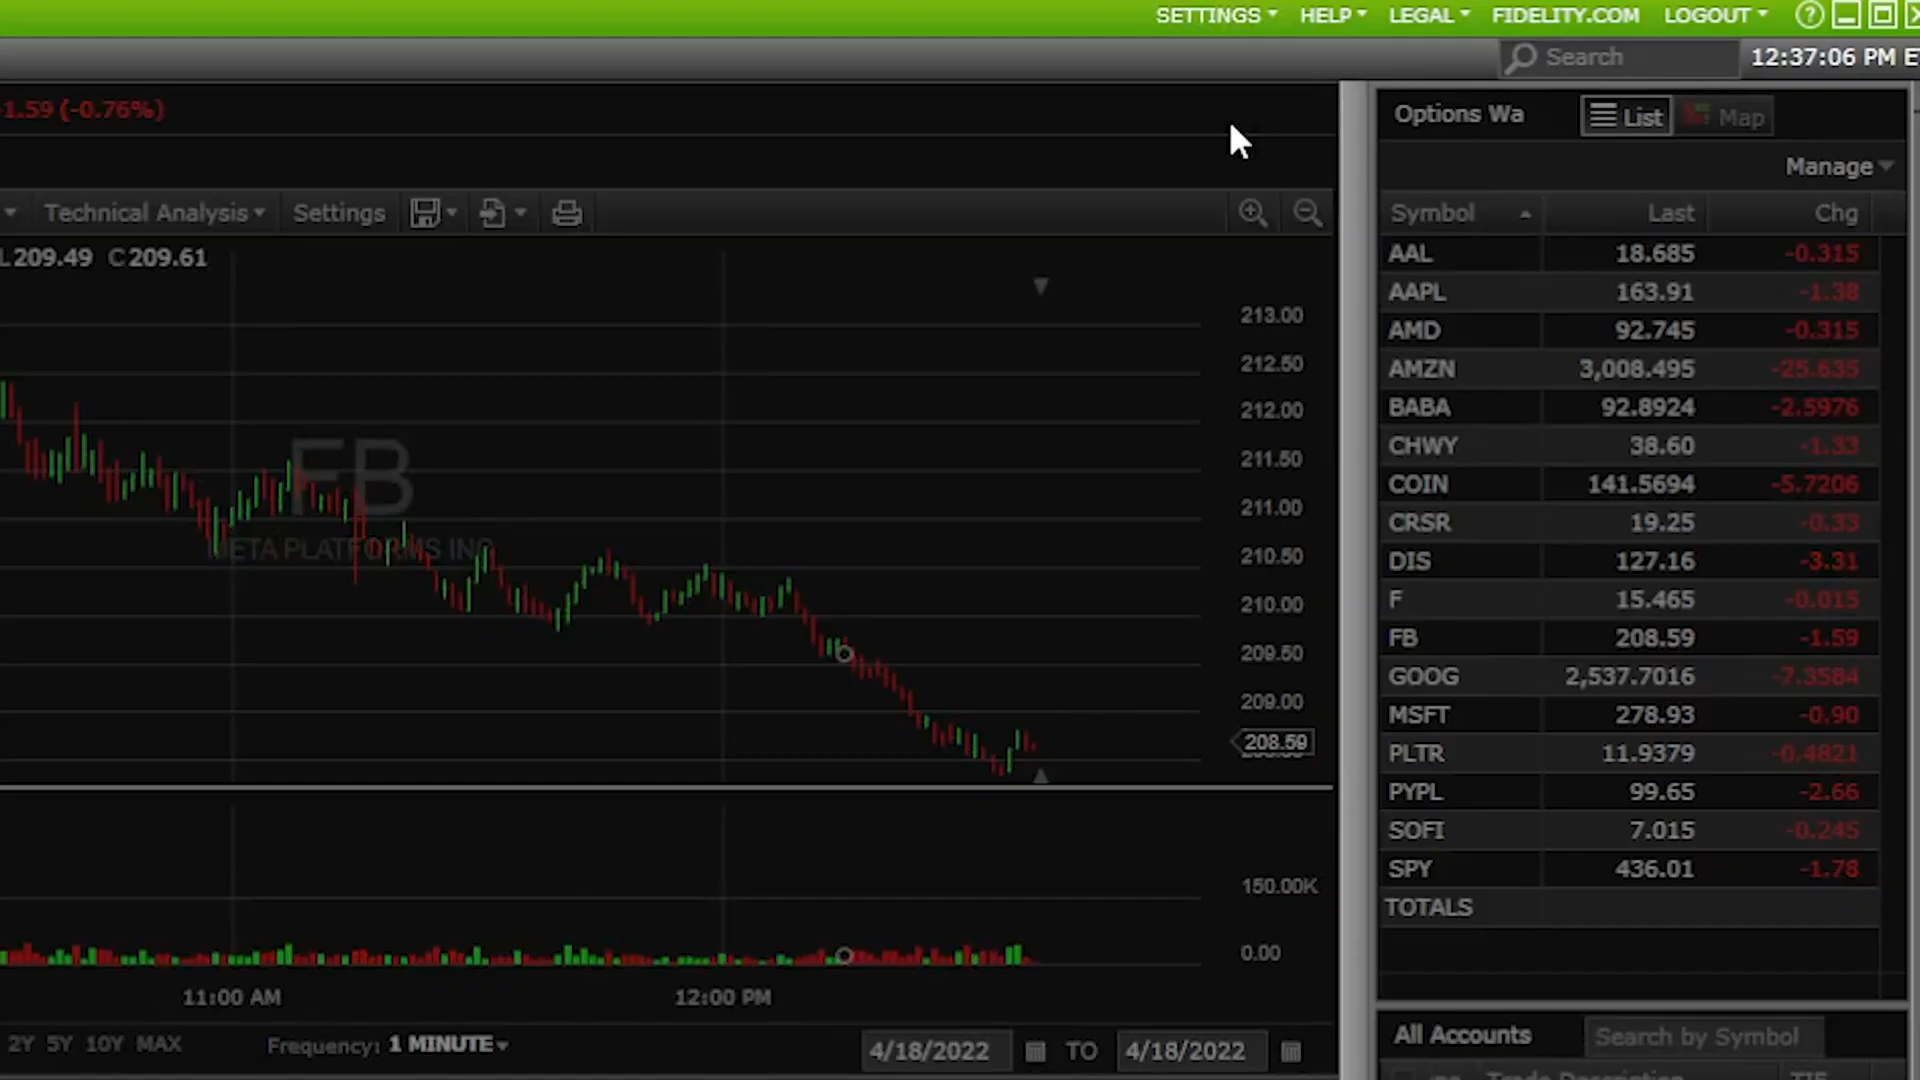 SETTINGS HELP LEGAL FIDELITY.COM LOGOUT ?
Search 12:37:06 PM E
1.59 (-0.76%)
Options Wa List Map
Manage
Technical Analysis Settings
Symbol Last Chg
L209.49 C209.61
AAL 18.685 -0.315
AAPL 163.91 -1.38
AMD 92.745 -0.315
AMZN 3,008.495 -25.635
BABA 92.8924 -2.5976
CHWY 38.60 -1.33
COIN 141.5694 -5.7206
CRSR 19.25 -0.33
DIS 127.16 -3.31
F 15.465 -0.015
FB 208.59 -1.59
GOOG 2,537.7016 -7.3584
MSFT 278.93 -0.90
PLTR 11.9379 -0.4821
PYPL 99.65 -2.66
SOFI 7.015 -0.245
SPY 436.01 -1.78
TOTALS
213.00
212.50
212.00
211.50
211.00
210.50
210.00
209.50
209.00
208.59
FB
META PLATFORMS INC
150.00K
0.00
11:00 AM 12:00 PM
2Y 5Y 10Y MAX Frequency: 1 MINUTE 4/18/2022 TO 4/18/2022
All Accounts Search by Symbol
Trade Description TIF